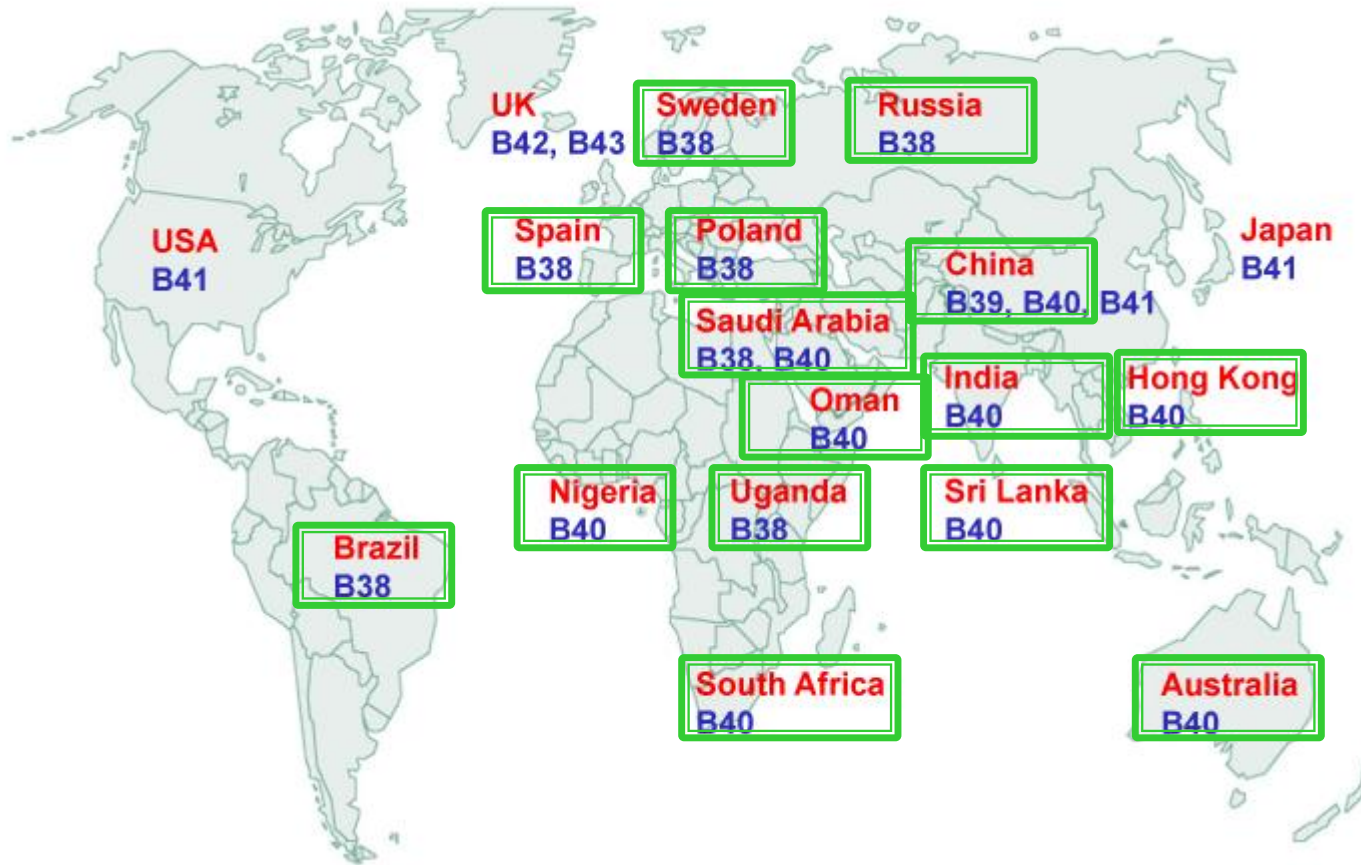 UK
B42, B43
Sweden
B38
Russia
B38
USA
B41
Spain
B38
Poland
B38
China
B39, B40, B41
Japan
B41
Saudi Arabia
B38, B40
Oman
B40
India
B40
Hong Kong
B40
Nigeria
B40
Uganda
B38
Sri Lanka
B40
Brazil
B38
South Africa
B40
Australia
B40